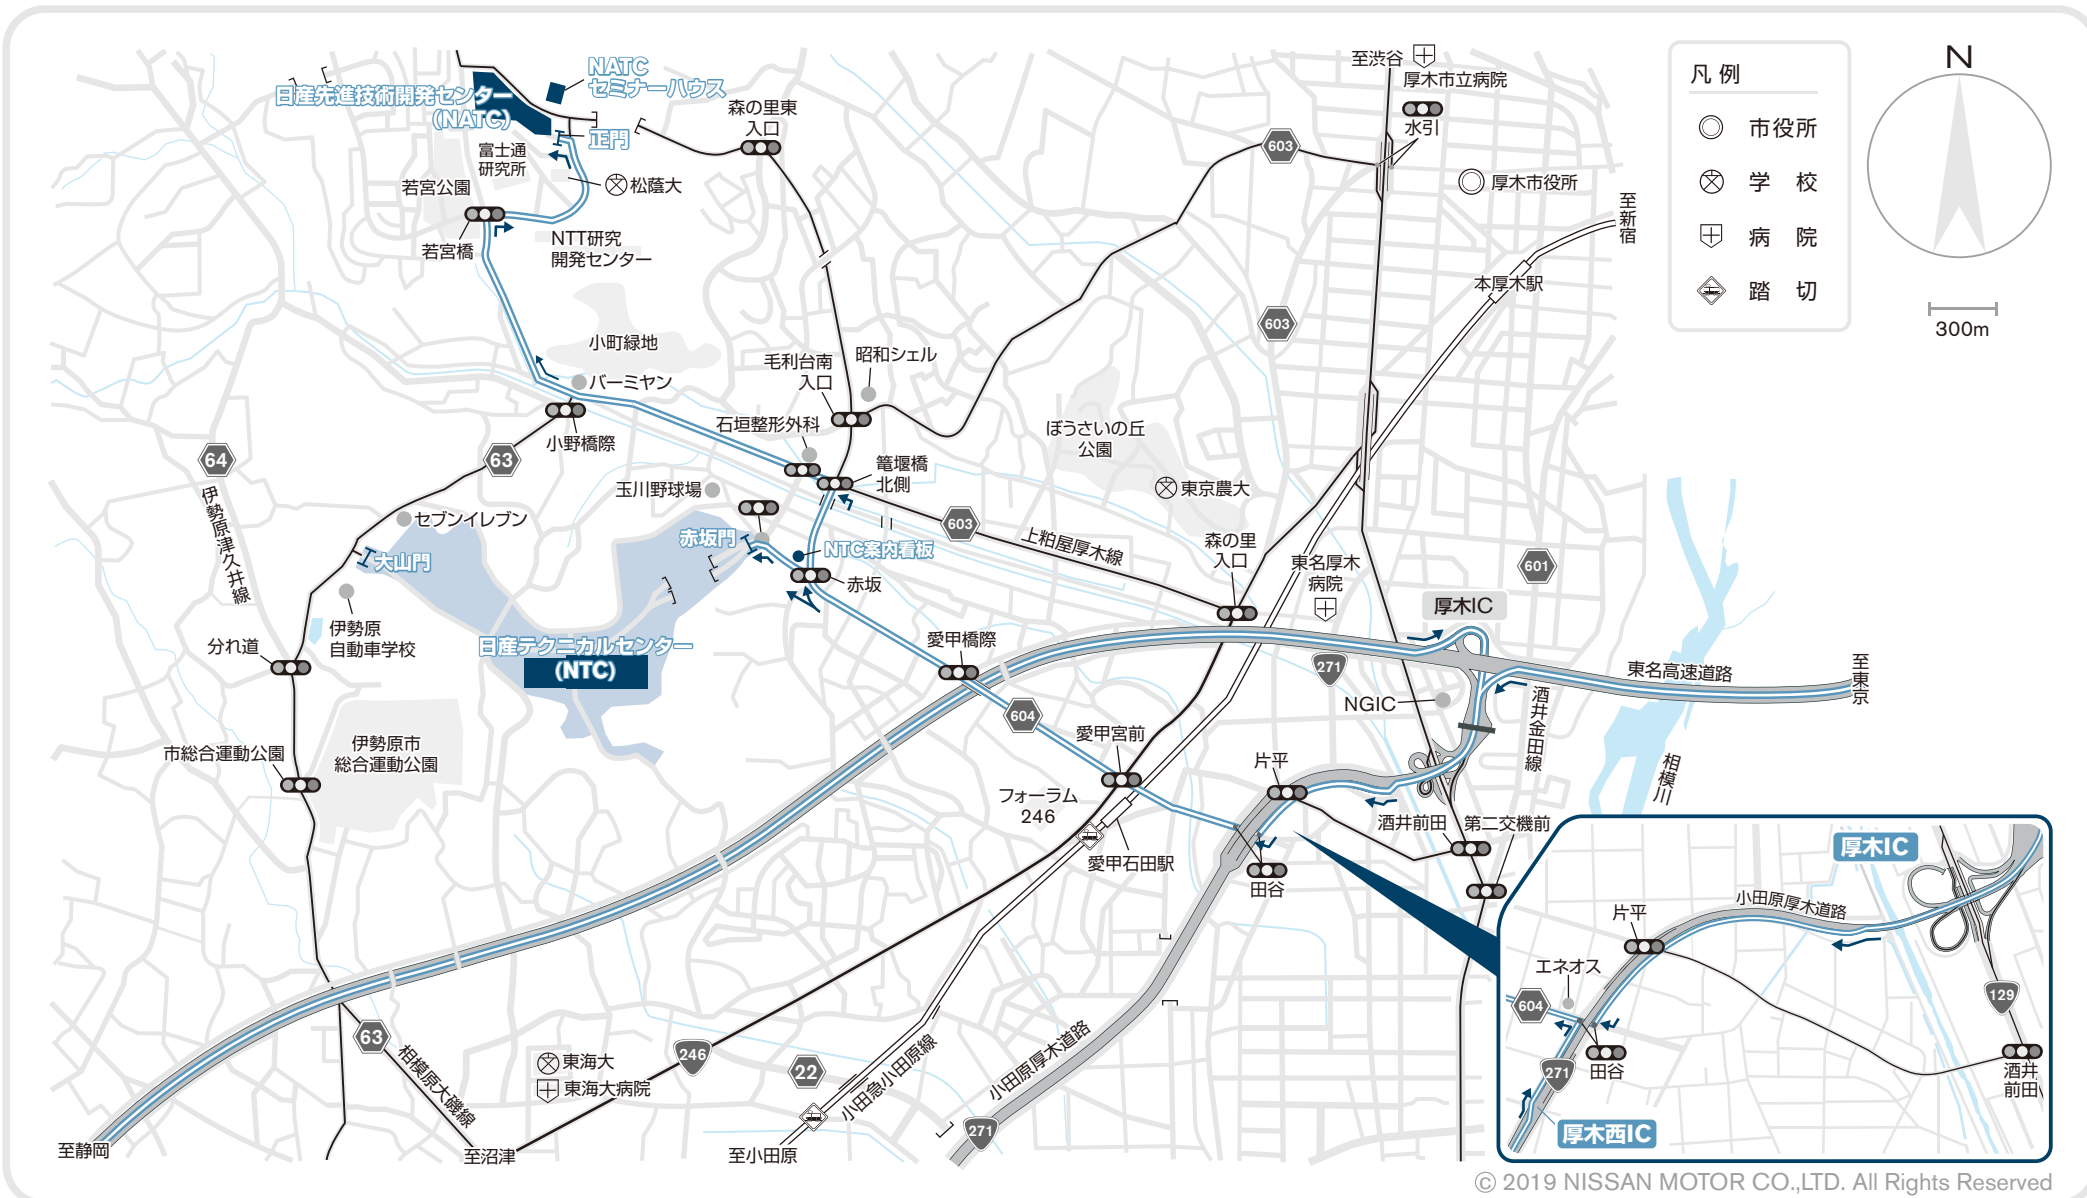 NATC
セミナーハウス
日産先進技術開発センター
(NATC)
正門
富士通
研究所
松蔭大
若宮公園
若宮橋
NTT研究
開発センター
森の里東
入口
至渋谷
厚木市立病院
水引
603
厚木市役所
至新宿
本厚木駅
603
凡例
市役所
学校
病院
踏切
N
300m
小町緑地
バーミヤン
小野橋際
毛利台南
入口
昭和シェル
石垣整形外科
篭堰橋
北側
ぼうさいの丘
公園
東京農大
64
伊勢原津久井線
63
玉川野球場
セブンイレブン
大山門
赤坂門
NTC案内看板
赤坂
603
上粕屋厚木線
森の里
入口
東名厚木
病院
601
厚木IC
伊勢原
自動車学校
分れ道
日産テクニカルセンター
(NTC)
愛甲橋際
271
東名高速道路
至東京
NGIC
酒井金田線
相模川
604
愛甲宮前
片平
市総合運動公園
伊勢原市
総合運動公園
フォーラム
246
愛甲石田駅
田谷
酒井前田
第二交機前
厚木IC
小田原厚木道路
片平
エネオス
604
129
271
田谷
酒井
前田
厚木西IC
63
相模原大磯線
東海大
東海大病院
246
22
小田急小田原線
小田原厚木道路
271
至静岡
至沼津
至小田原
© 2019 NISSAN MOTOR CO.,LTD. All Rights Reserved